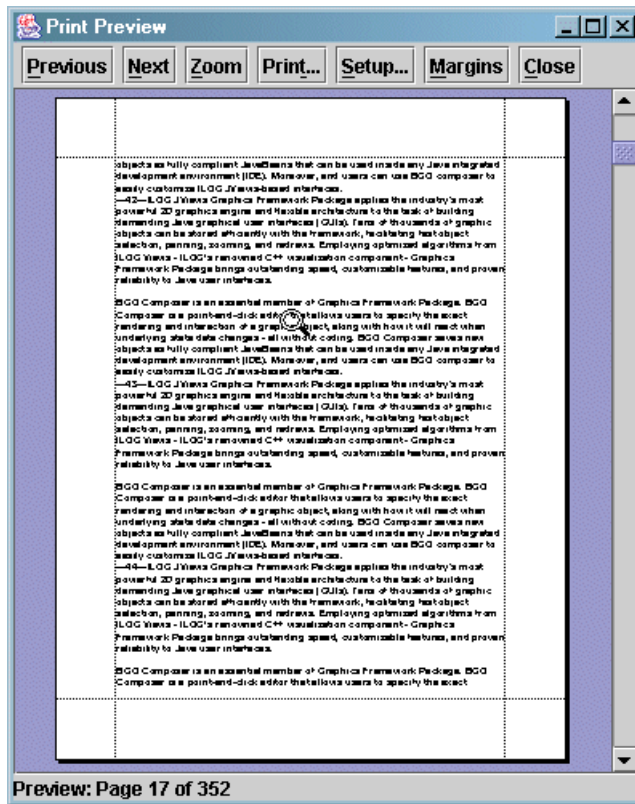 Print Preview
Previous Next Zoom Print... Setup... Margins Close
objects as fully compliant JavaBeans that can be used inside any Java integrated
development environment (IDE). Moreover, end users can use BGO composer to
easily customize ILOG JViews-based interfaces.
—42—ILOG JViews Graphics Framework Package applies the industry's most
powerful 2D graphics engine and flexible architecture to the task of building
demanding Java graphical user interfaces (GUIs). Tens of thousands of graphic
objects can be stored efficiently with the framework, facilitating fast object
selection, panning, zooming, and redraws. Employing optimized algorithms from
ILOG Views - ILOG's renowned C++ visualization component - Graphics
Framework Package brings outstanding speed, customizable features, and proven
reliability to Java user interfaces.
BGO Composer is an essential member of Graphics Framework Package. BGO
Composer is a point-and-click editor that allows users to specify the exact
rendering and interaction of a graphic object, along with how it will react when
underlying state data changes - all without coding. BGO Composer saves new
objects as fully compliant JavaBeans that can be used inside any Java integrated
development environment (IDE). Moreover, end users can use BGO composer to
easily customize ILOG JViews-based interfaces.
—43—ILOG JViews Graphics Framework Package applies the industry's most
powerful 2D graphics engine and flexible architecture to the task of building
demanding Java graphical user interfaces (GUIs). Tens of thousands of graphic
objects can be stored efficiently with the framework, facilitating fast object
selection, panning, zooming, and redraws. Employing optimized algorithms from
ILOG Views - ILOG's renowned C++ visualization component - Graphics
Framework Package brings outstanding speed, customizable features, and proven
reliability to Java user interfaces.
BGO Composer is an essential member of Graphics Framework Package. BGO
Composer is a point-and-click editor that allows users to specify the exact
rendering and interaction of a graphic object, along with how it will react when
underlying state data changes - all without coding. BGO Composer saves new
objects as fully compliant JavaBeans that can be used inside any Java integrated
development environment (IDE). Moreover, end users can use BGO composer to
easily customize ILOG JViews-based interfaces.
—44—ILOG JViews Graphics Framework Package applies the industry's most
powerful 2D graphics engine and flexible architecture to the task of building
demanding Java graphical user interfaces (GUIs). Tens of thousands of graphic
objects can be stored efficiently with the framework, facilitating fast object
selection, panning, zooming, and redraws. Employing optimized algorithms from
ILOG Views - ILOG's renowned C++ visualization component - Graphics
Framework Package brings outstanding speed, customizable features, and proven
reliability to Java user interfaces.
BGO Composer is an essential member of Graphics Framework Package. BGO
Composer is a point-and-click editor that allows users to specify the exact
Preview: Page 17 of 352